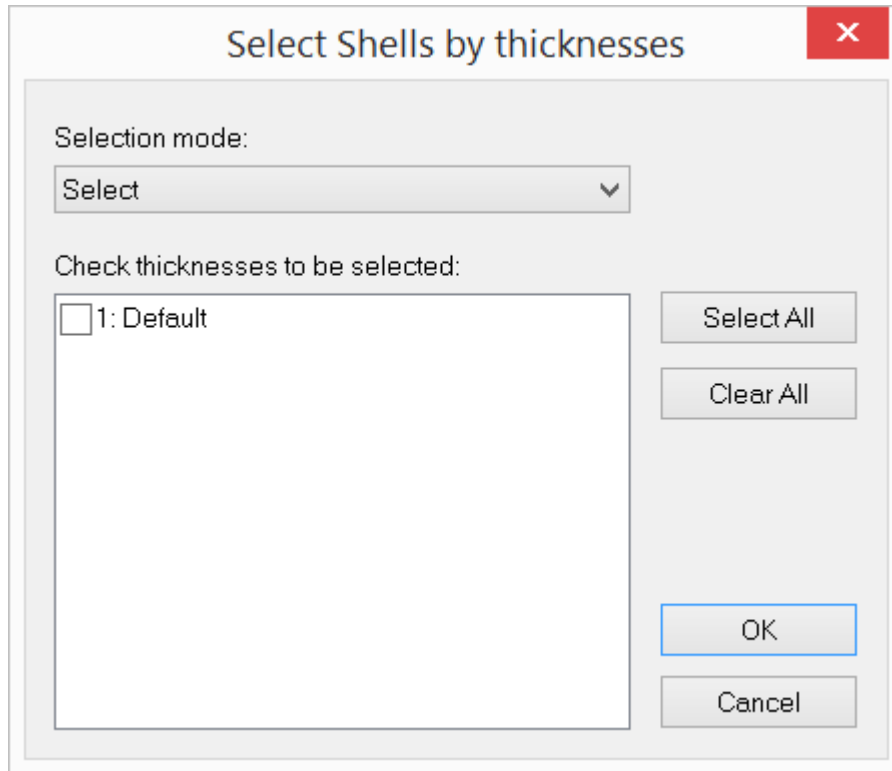 Select Shells by thicknesses
Selection mode:
Select
Check thicknesses to be selected:
1: Default
Select All
Clear All
OK
Cancel